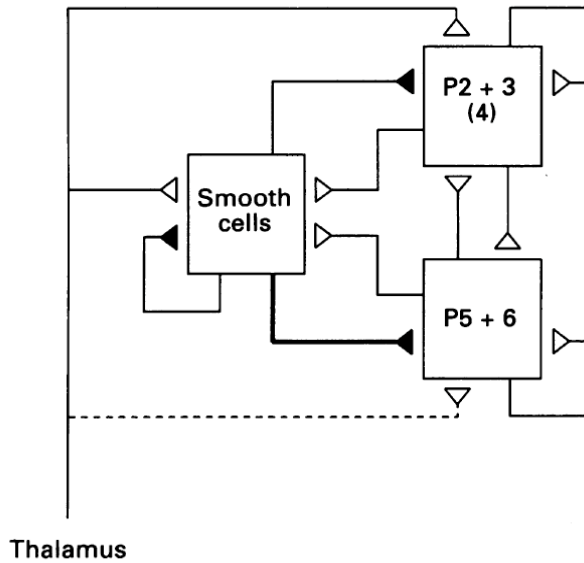 P2 + 3
(4)
Smooth
cells
P5 + 6
Thalamus